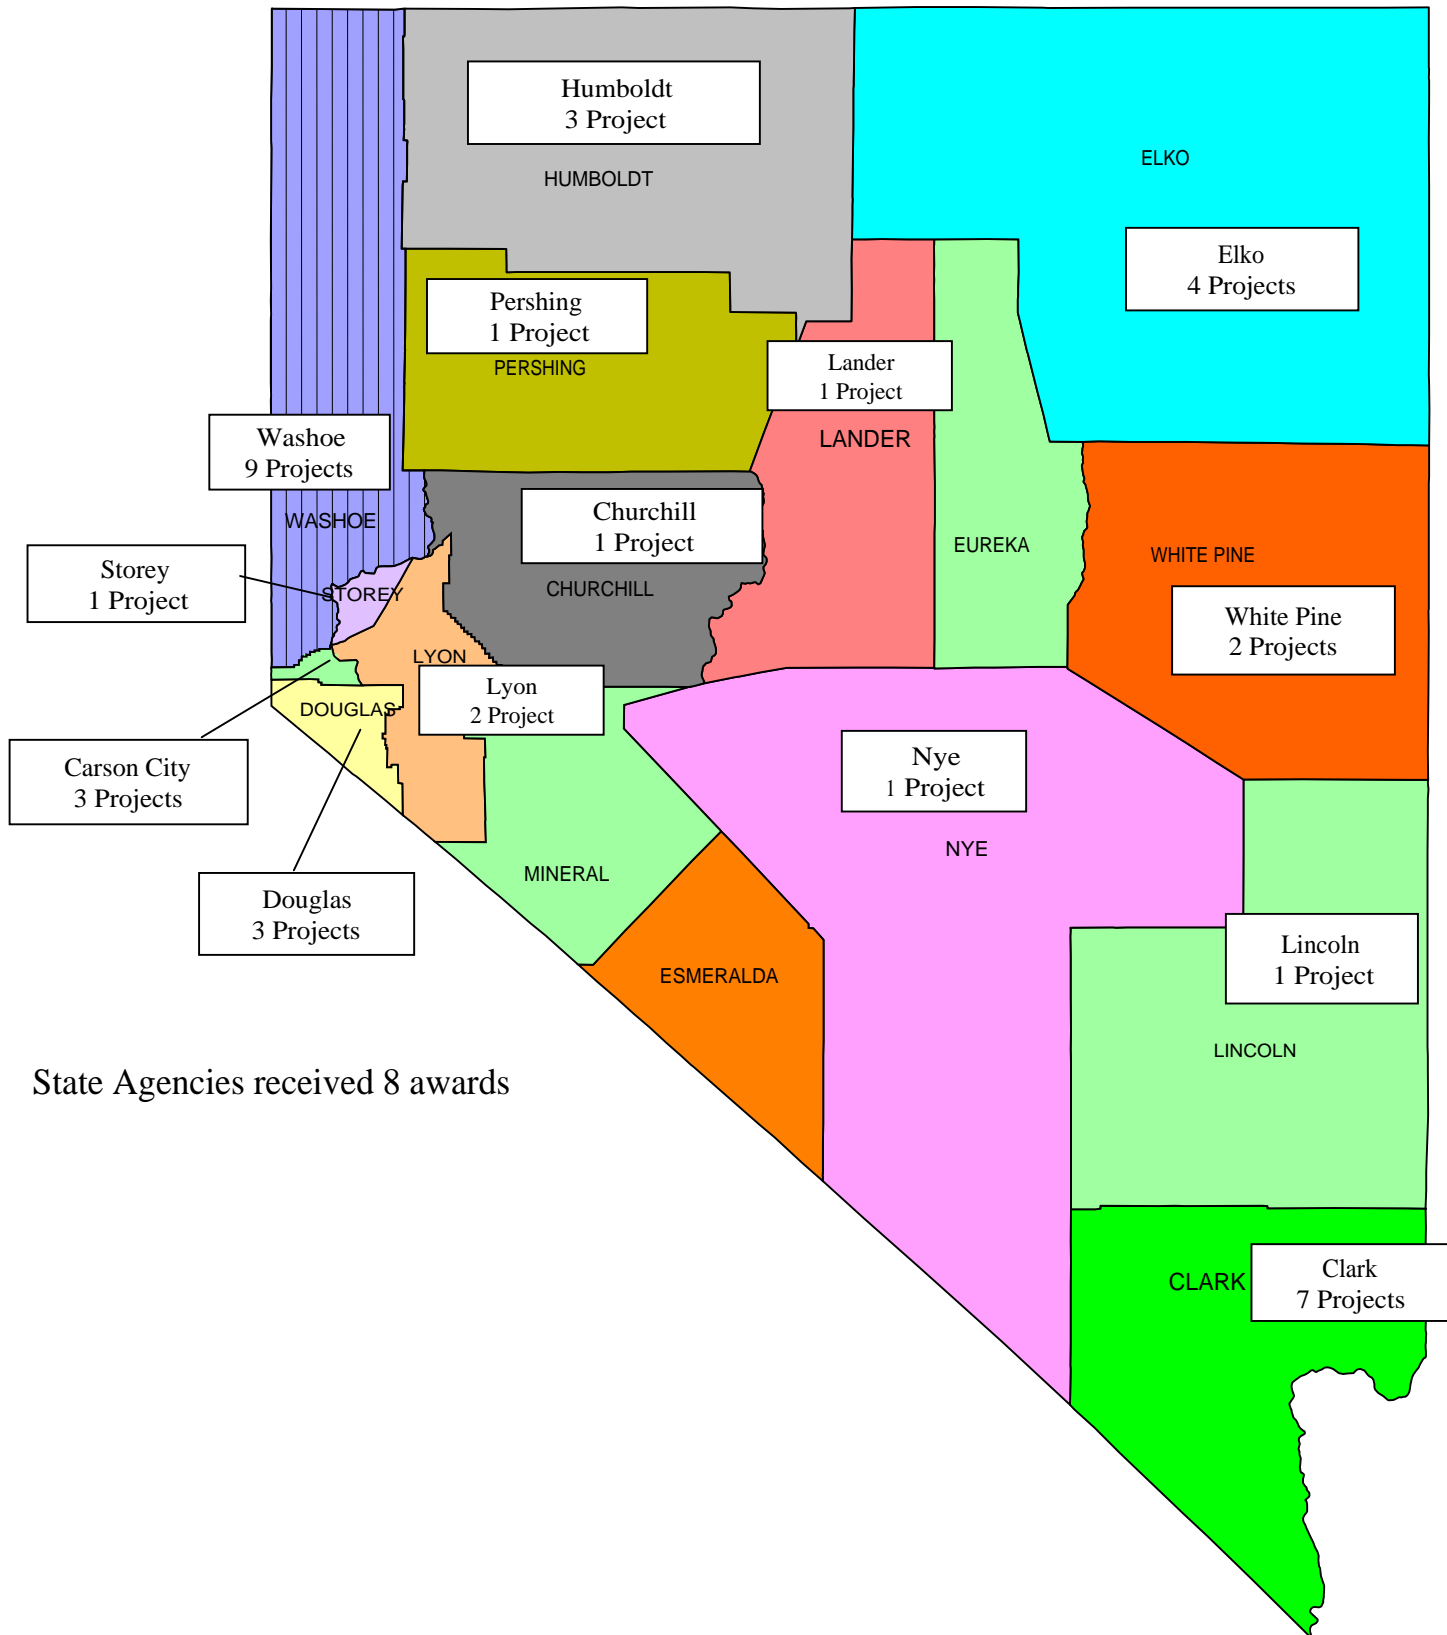 Humboldt
3 Project
HUMBOLDT
ELKO
Elko
4 Projects
Pershing
1 Project
PERSHING
Lander
1 Project
LANDER
Washoe
9 Projects
WASHOE
Churchill
1 Project
CHURCHILL
EUREKA
WHITE PINE
White Pine
2 Projects
Storey
1 Project
STOREY
LYON
Lyon
2 Project
DOUGLAS
Carson City
3 Projects
Nye
1 Project
NYE
MINERAL
Douglas
3 Projects
ESMERALDA
Lincoln
1 Project
LINCOLN
State Agencies received 8 awards
CLARK
Clark
7 Projects